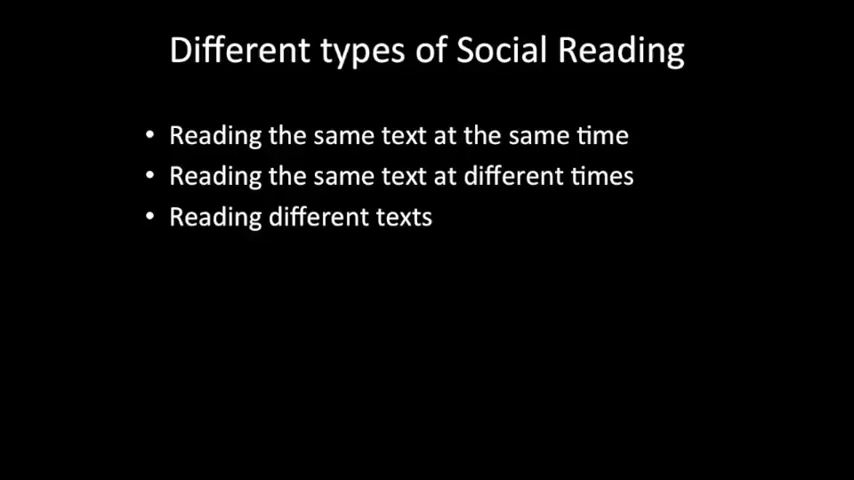 Different types of Social Reading
• Reading the same text at the same time
• Reading the same text at different times
• Reading different texts